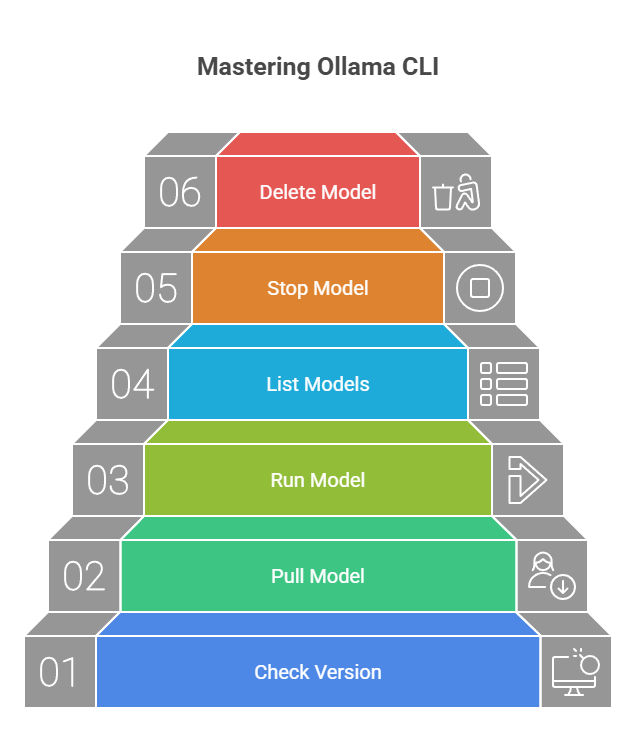 Mastering Ollama CLI
06 Delete Model
05 Stop Model
04 List Models
03 Run Model
02 Pull Model
01 Check Version